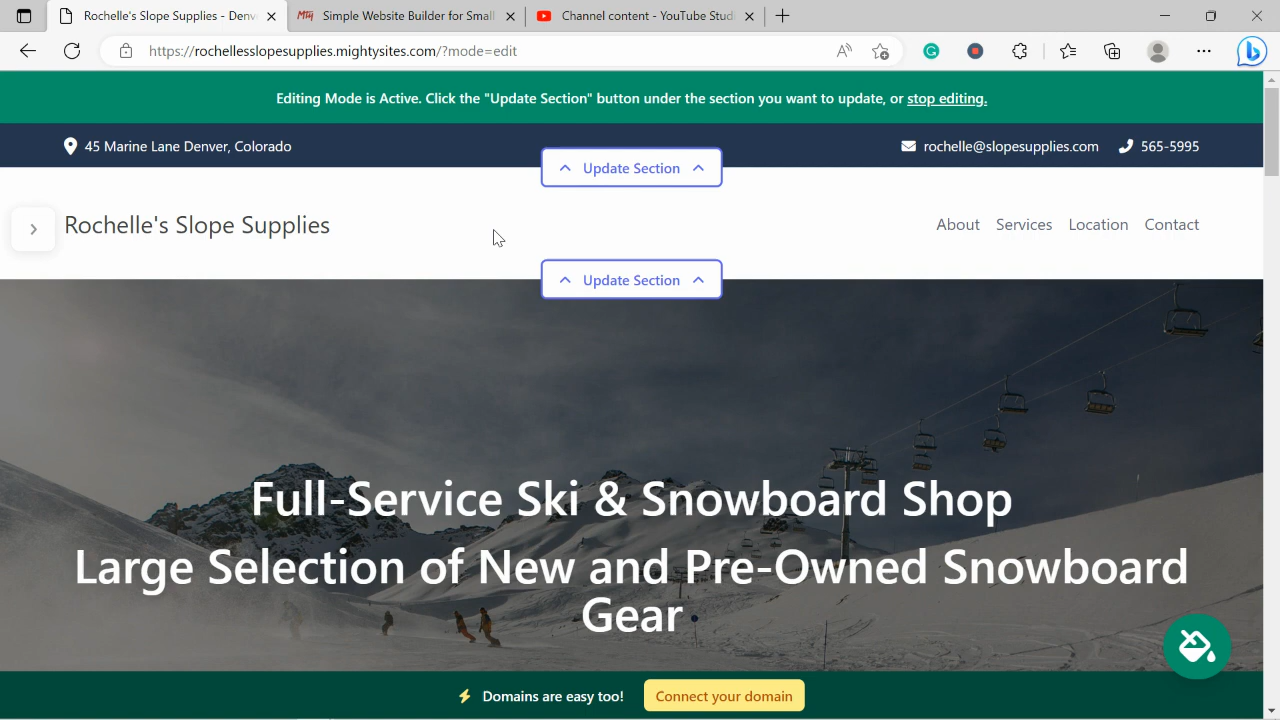 Rochelle's Slope Supplies - Denv
Simple Website Builder for Small
Channel content - YouTube Studi
https://rochellesslopesupplies.mightysites.com/?mode=edit
Editing Mode is Active. Click the "Update Section" button under the section you want to update, or stop editing.
45 Marine Lane Denver, Colorado
rochelle@slopesupplies.com
565-5995
Update Section
Rochelle's Slope Supplies
About
Services
Location
Contact
Update Section
Full-Service Ski & Snowboard Shop
Large Selection of New and Pre-Owned Snowboard
Gear
Domains are easy too!
Connect your domain